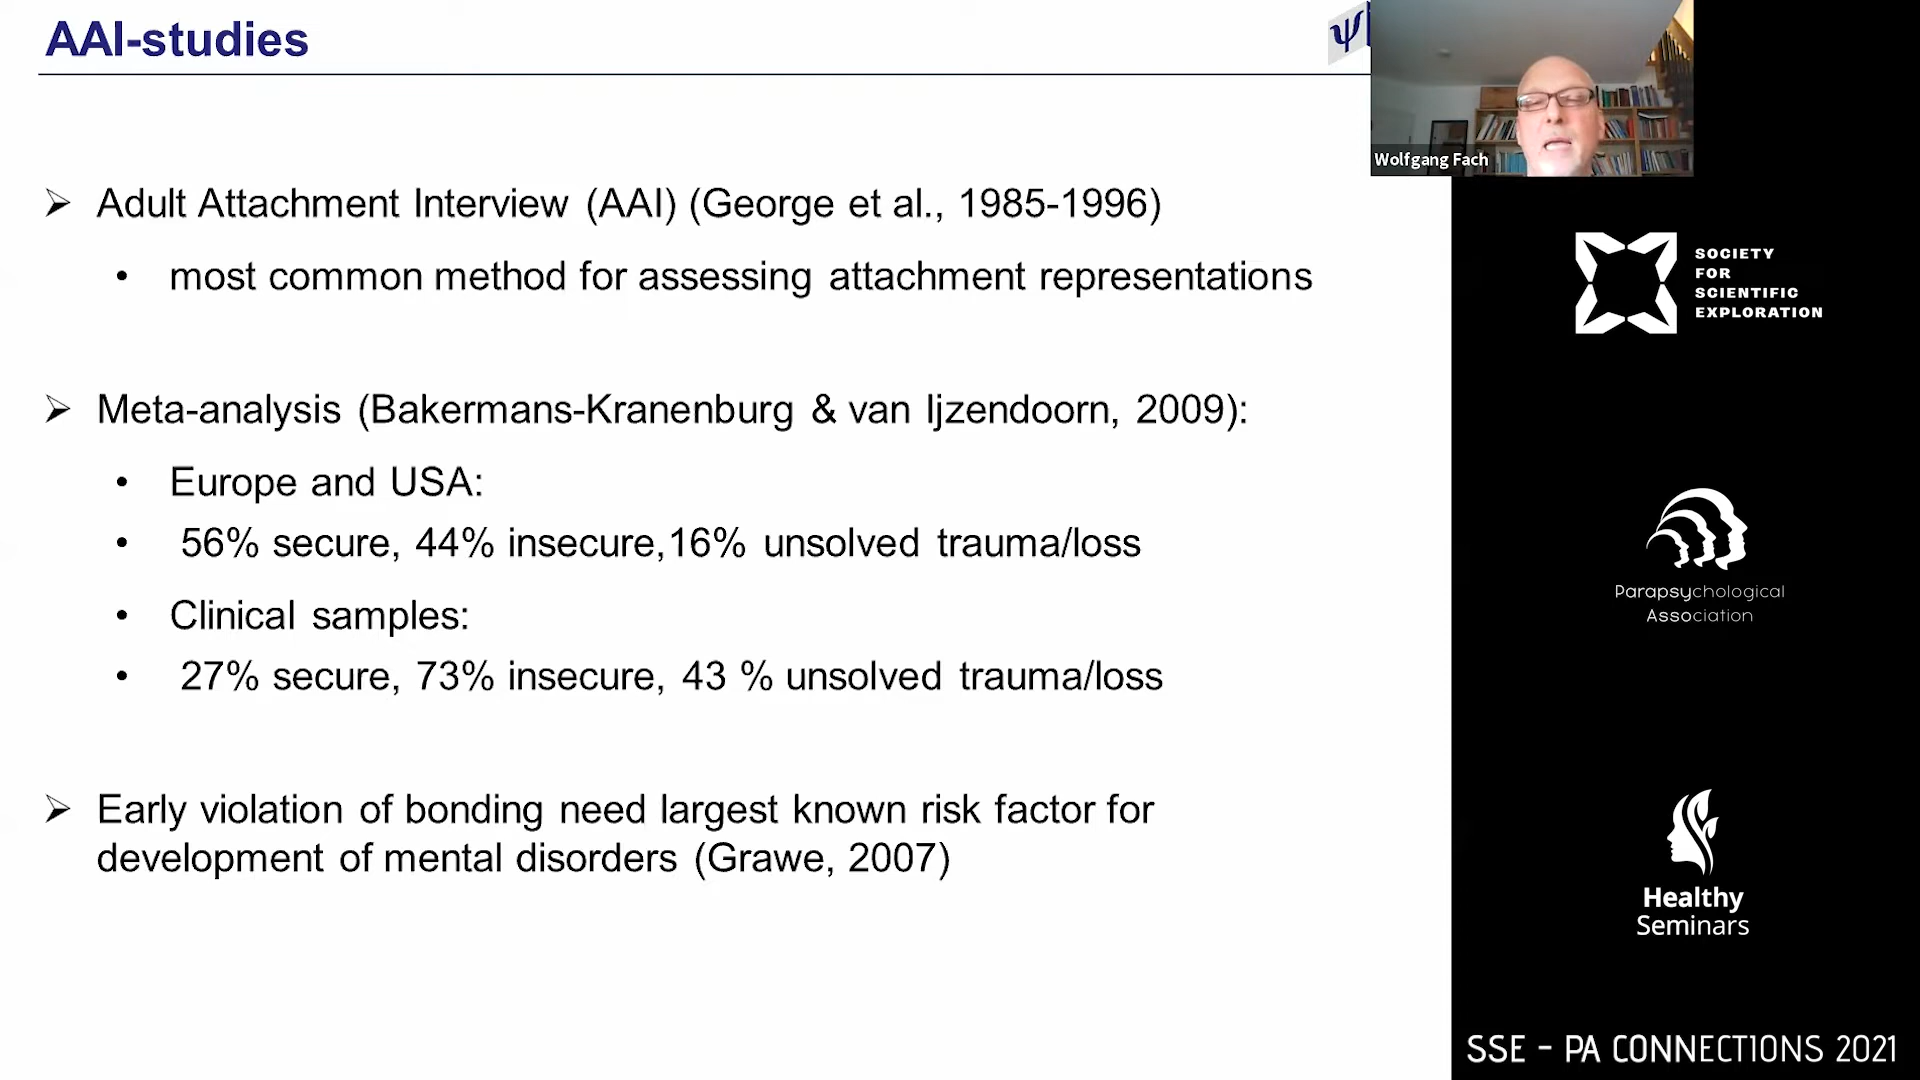 AAI-studies
ψ
Wolfgang Fach
➢ Adult Attachment Interview (AAI) (George et al., 1985-1996)
• most common method for assessing attachment representations
➢ Meta-analysis (Bakermans-Kranenburg & van Ijzendoorn, 2009):
• Europe and USA:
• 56% secure, 44% insecure,16% unsolved trauma/loss
• Clinical samples:
• 27% secure, 73% insecure, 43 % unsolved trauma/loss
➢ Early violation of bonding need largest known risk factor for
development of mental disorders (Grawe, 2007)
SOCIETY
FOR
SCIENTIFIC
EXPLORATION
Parapsychological
Association
Healthy
Seminars
SSE - PA CONNECTIONS 2021